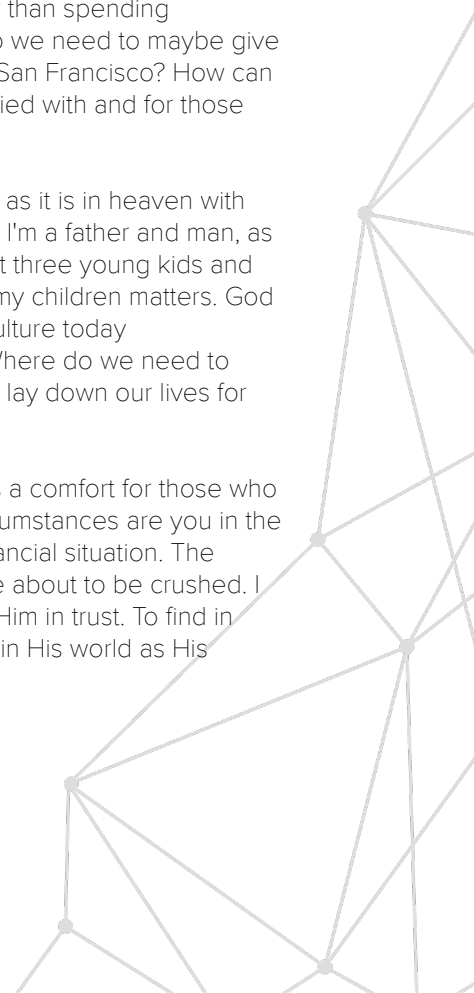 than spending
we need to maybe give
San Francisco? How can
ied with and for those
as it is in heaven with
I'm a father and man, as
t three young kids and
my children matters. God
ulture today
Where do we need to
lay down our lives for
a comfort for those who
umstances are you in the
ancial situation. The
e about to be crushed. I
Him in trust. To find in
in His world as His